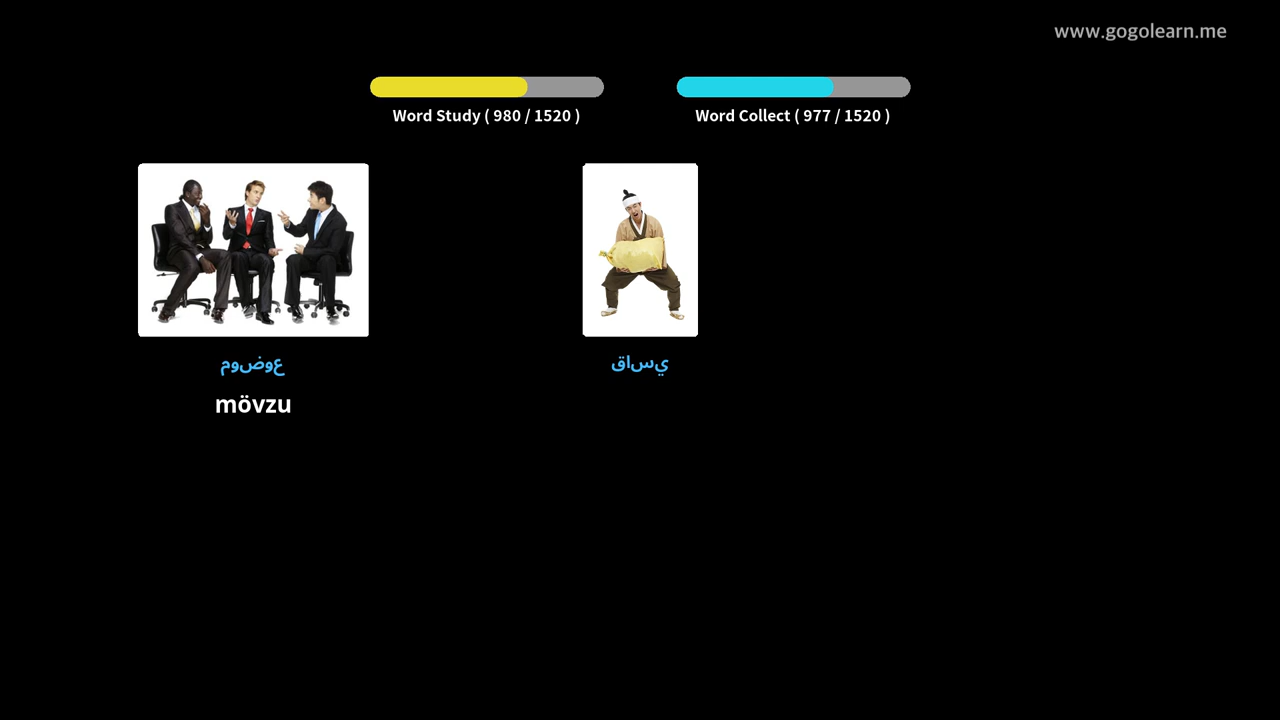 www.gogolearn.me
Word Study ( 980 / 1520 )
Word Collect ( 977 / 1520 )
موضوع
قاسي
mövzu